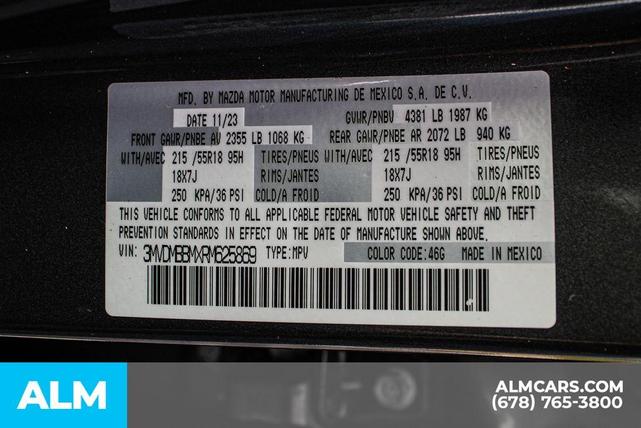 MFD. BY MAZDA MOTOR MANUFACTURING DE MEXICO S.A. DE C.V.
DATE 11/23 GVWR/PNBV 4381 LB 1987 KG
FRONT GAWR/PNBE AV 2355 LB 1068 KG REAR GAWR/PNBE AR 2072 LB 940 KG
WITH/AVEC 215 /55R18 95H TIRES/PNEUS WITH/AVEC 215 /55R18 95H TIRES/PNEUS
18X7J RIMS/JANTES 18X7J RIMS/JANTES
250 KPA/36 PSI COLD/A FROID 250 KPA/36 PSI COLD/A FROID
THIS VEHICLE CONFORMS TO ALL APPLICABLE FEDERAL MOTOR VEHICLE SAFETY AND THEFT
PREVENTION STANDARDS IN EFFECT ON THE DATE OF MANUFACTURE SHOWN ABOVE.
VIN: 3MVDMBBMXRM625869 TYPE:MPV COLOR CODE:46G MADE IN MEXICO
ALM
ALMCARS.COM
(678) 765-3800